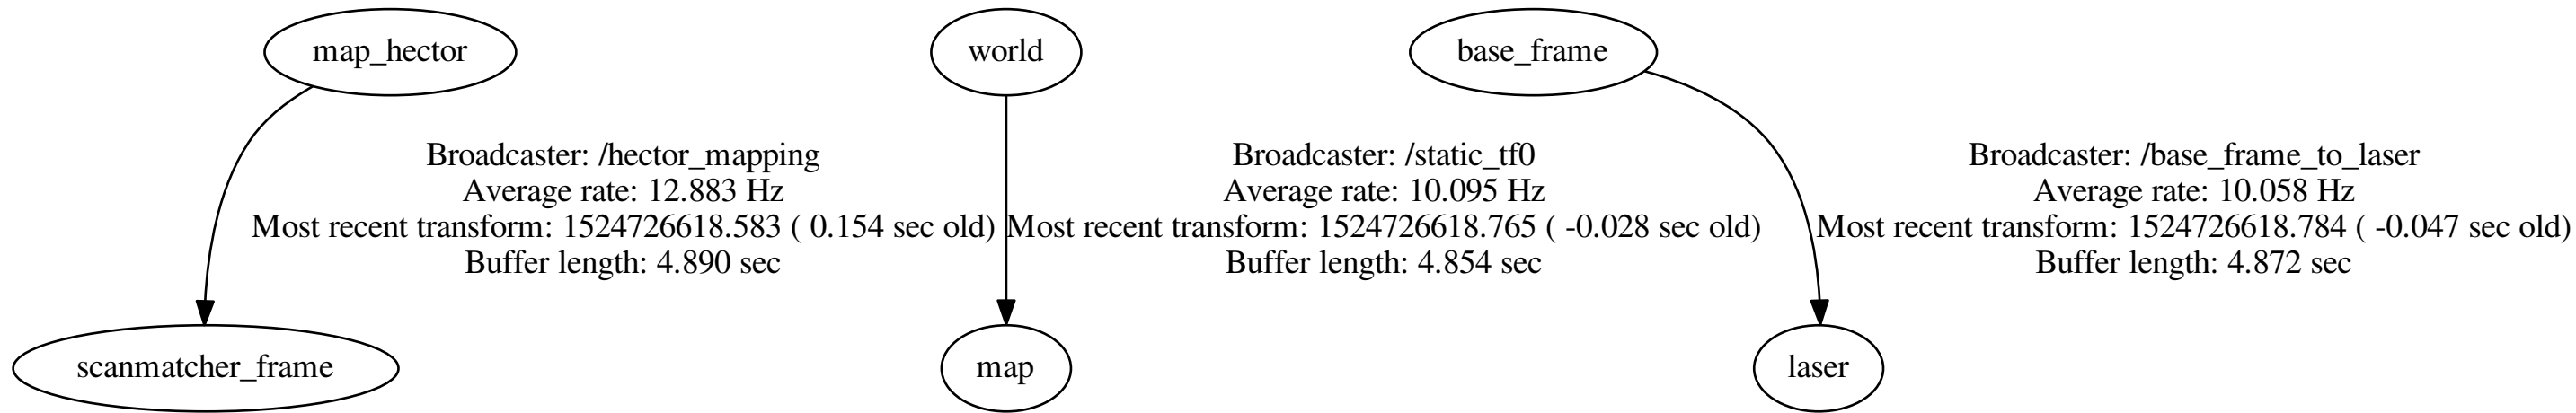 map_hector
world
base_frame
Broadcaster: /hector_mapping
Average rate: 12.883 Hz
Most recent transform: 1524726618.583 ( 0.154 sec old)
Buffer length: 4.890 sec
Broadcaster: /static_tf0
Average rate: 10.095 Hz
Most recent transform: 1524726618.765 ( -0.028 sec old)
Buffer length: 4.854 sec
Broadcaster: /base_frame_to_laser
Average rate: 10.058 Hz
Most recent transform: 1524726618.784 ( -0.047 sec old)
Buffer length: 4.872 sec
scanmatcher_frame
map
laser